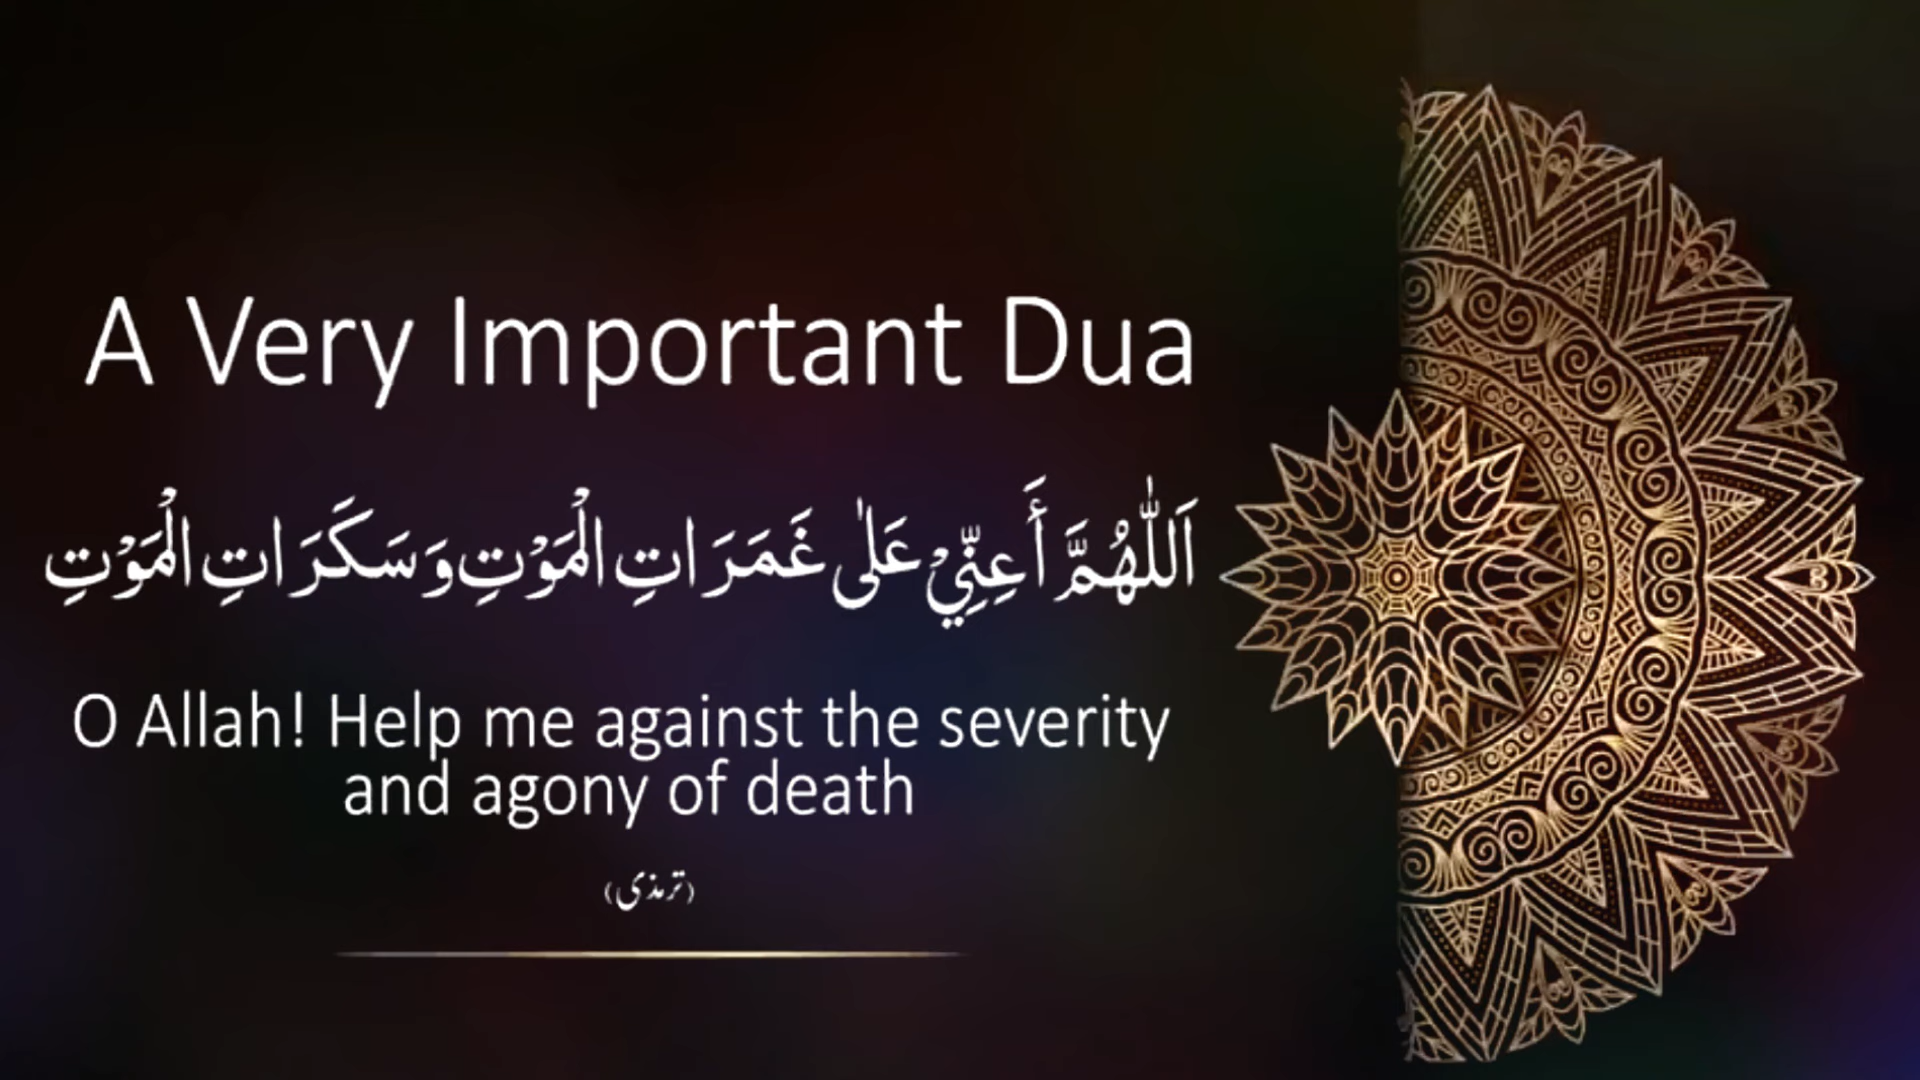 A Very Important Dua
اَللّٰهُمَّ أَعِنِّيْ عَلٰى غَمَرَاتِ الْمَوْتِ وَسَكَرَاتِ الْمَوْتِ
O Allah! Help me against the severity
and agony of death
(ترمذی)